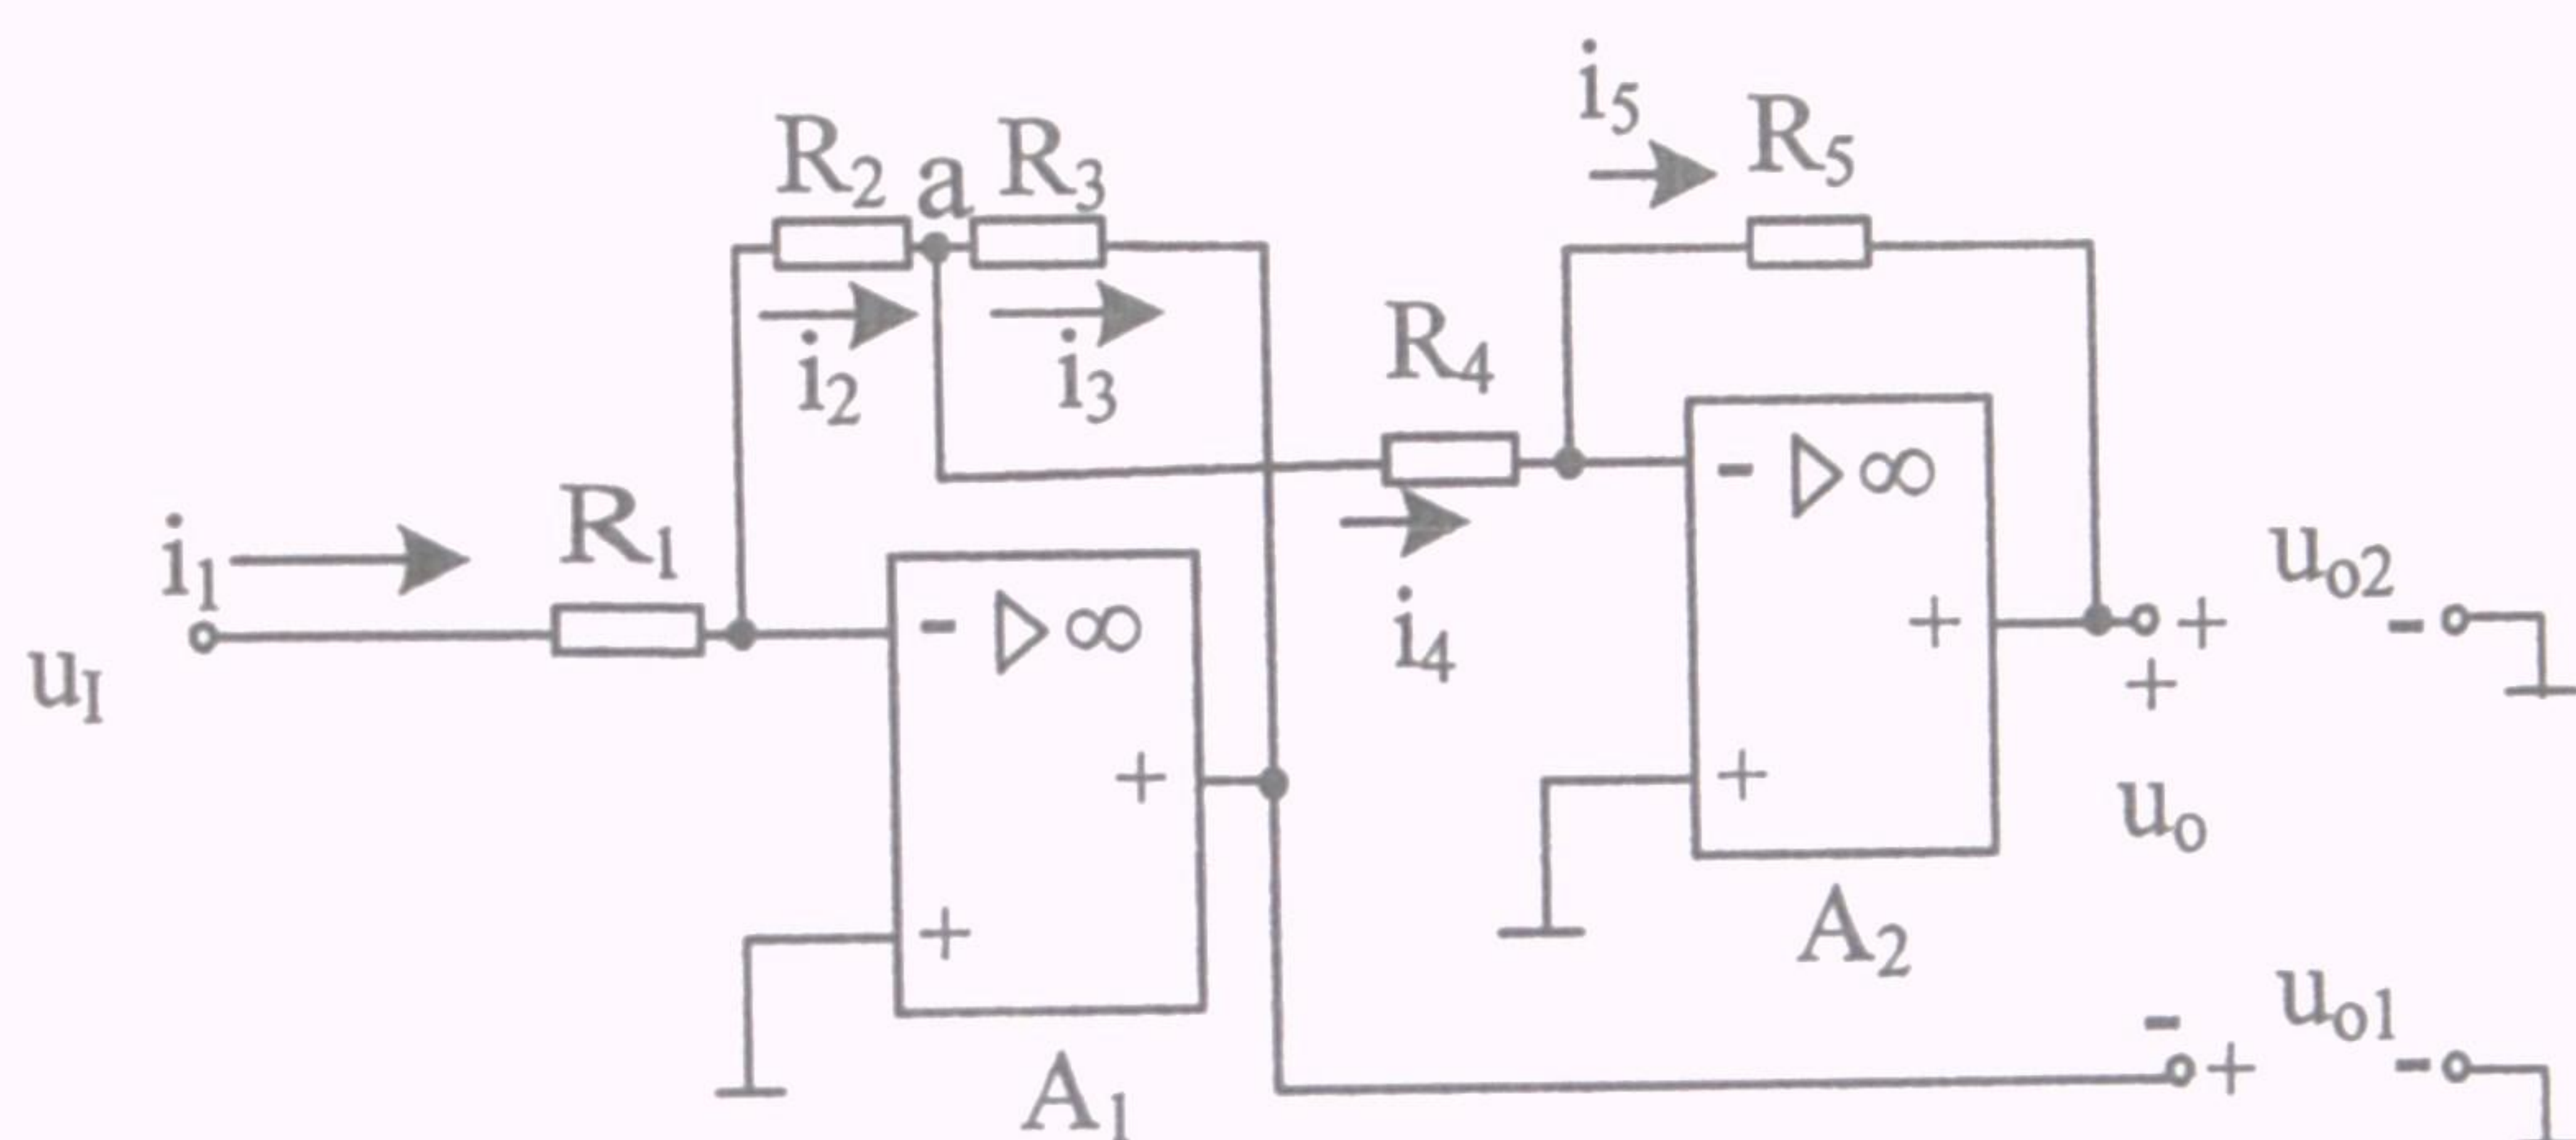 i5
R5
R2 a R3
i2 i3
R4
i1 R1
- ▷ ∞
i4
uI
- ▷ ∞
+
+
uo2
-
+
+
+
uo
+
A2
uo1
-
+
-
A1